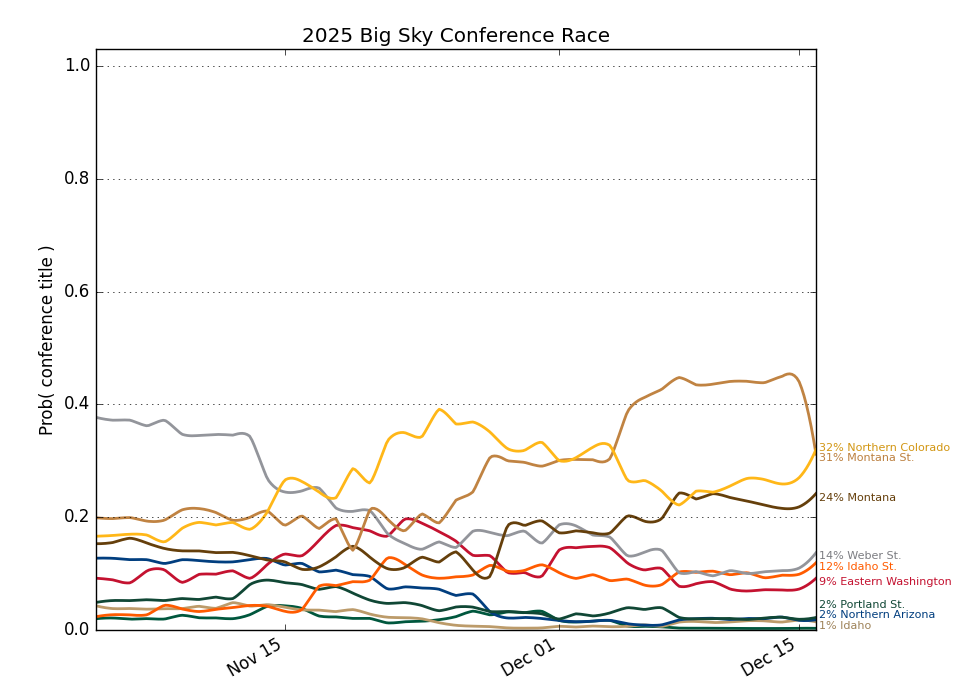 2025 Big Sky Conference Race
Prob( conference title )
1.0
0.8
0.6
0.4
0.2
0.0
Nov 15
Dec 01
Dec 15
32% Northern Colorado
31% Montana St.
24% Montana
14% Weber St.
12% Idaho St.
9% Eastern Washington
2% Portland St.
2% Northern Arizona
1% Idaho